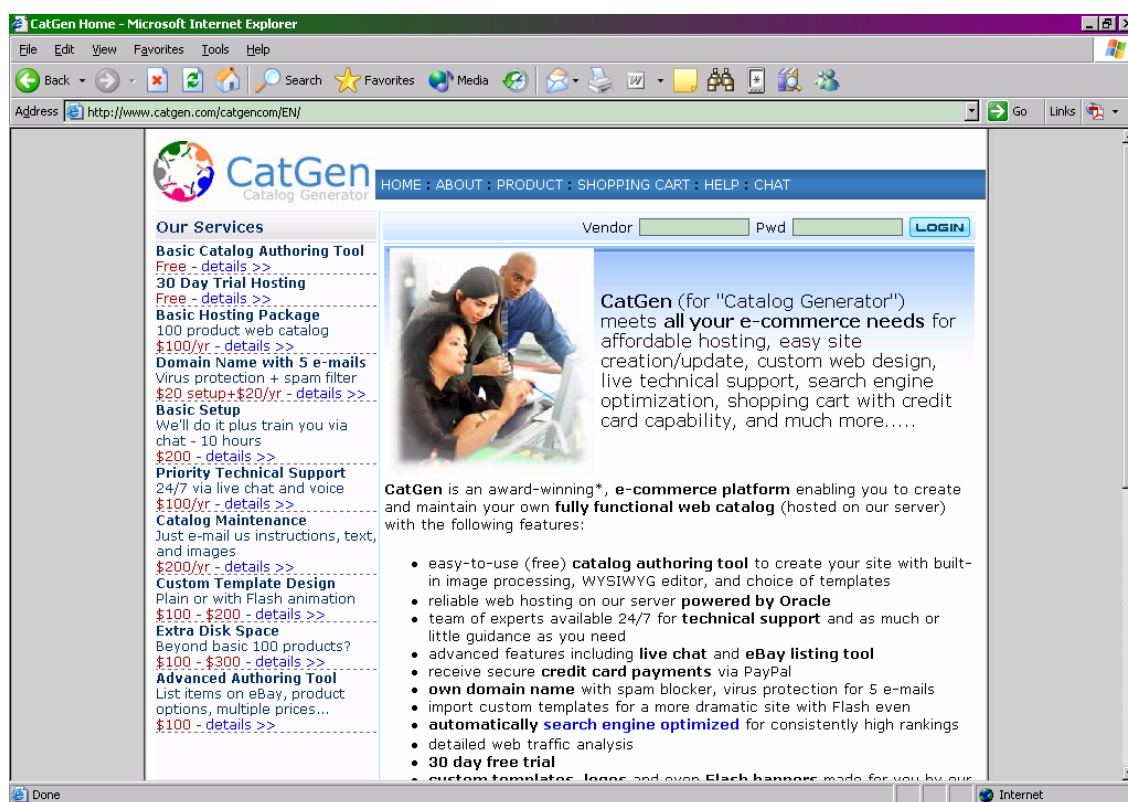 CatGen Home - Microsoft Internet Explorer
File Edit View Favorites Tools Help
Back Search Favorites Media
Address http://www.catgen.com/catgencom/EN/ Go Links
CatGen
Catalog Generator
HOME : ABOUT : PRODUCT : SHOPPING CART : HELP : CHAT
Our Services
Vendor Pwd LOGIN
Basic Catalog Authoring Tool
Free - details >>
30 Day Trial Hosting
Free - details >>
Basic Hosting Package
100 product web catalog
$100/yr - details >>
Domain Name with 5 e-mails
Virus protection + spam filter
$20 setup+$20/yr - details >>
Basic Setup
We'll do it plus train you via
chat - 10 hours
$200 - details >>
Priority Technical Support
24/7 via live chat and voice
$100/yr - details >>
Catalog Maintenance
Just e-mail us instructions, text,
and images
$200/yr - details >>
Custom Template Design
Plain or with Flash animation
$100 - $200 - details >>
Extra Disk Space
Beyond basic 100 products?
$100 - $300 - details >>
Advanced Authoring Tool
List items on eBay, product
options, multiple prices...
$100 - details >>
CatGen (for "Catalog Generator")
meets all your e-commerce needs for
affordable hosting, easy site
creation/update, custom web design,
live technical support, search engine
optimization, shopping cart with credit
card capability, and much more.....
CatGen is an award-winning*, e-commerce platform enabling you to create
and maintain your own fully functional web catalog (hosted on our server)
with the following features:
• easy-to-use (free) catalog authoring tool to create your site with built-
in image processing, WYSIWYG editor, and choice of templates
• reliable web hosting on our server powered by Oracle
• team of experts available 24/7 for technical support and as much or
little guidance as you need
• advanced features including live chat and eBay listing tool
• receive secure credit card payments via PayPal
• own domain name with spam blocker, virus protection for 5 e-mails
• import custom templates for a more dramatic site with Flash even
• automatically search engine optimized for consistently high rankings
• detailed web traffic analysis
• 30 day free trial
• custom templates, logos and even Flash banners made for you by our
Done Internet